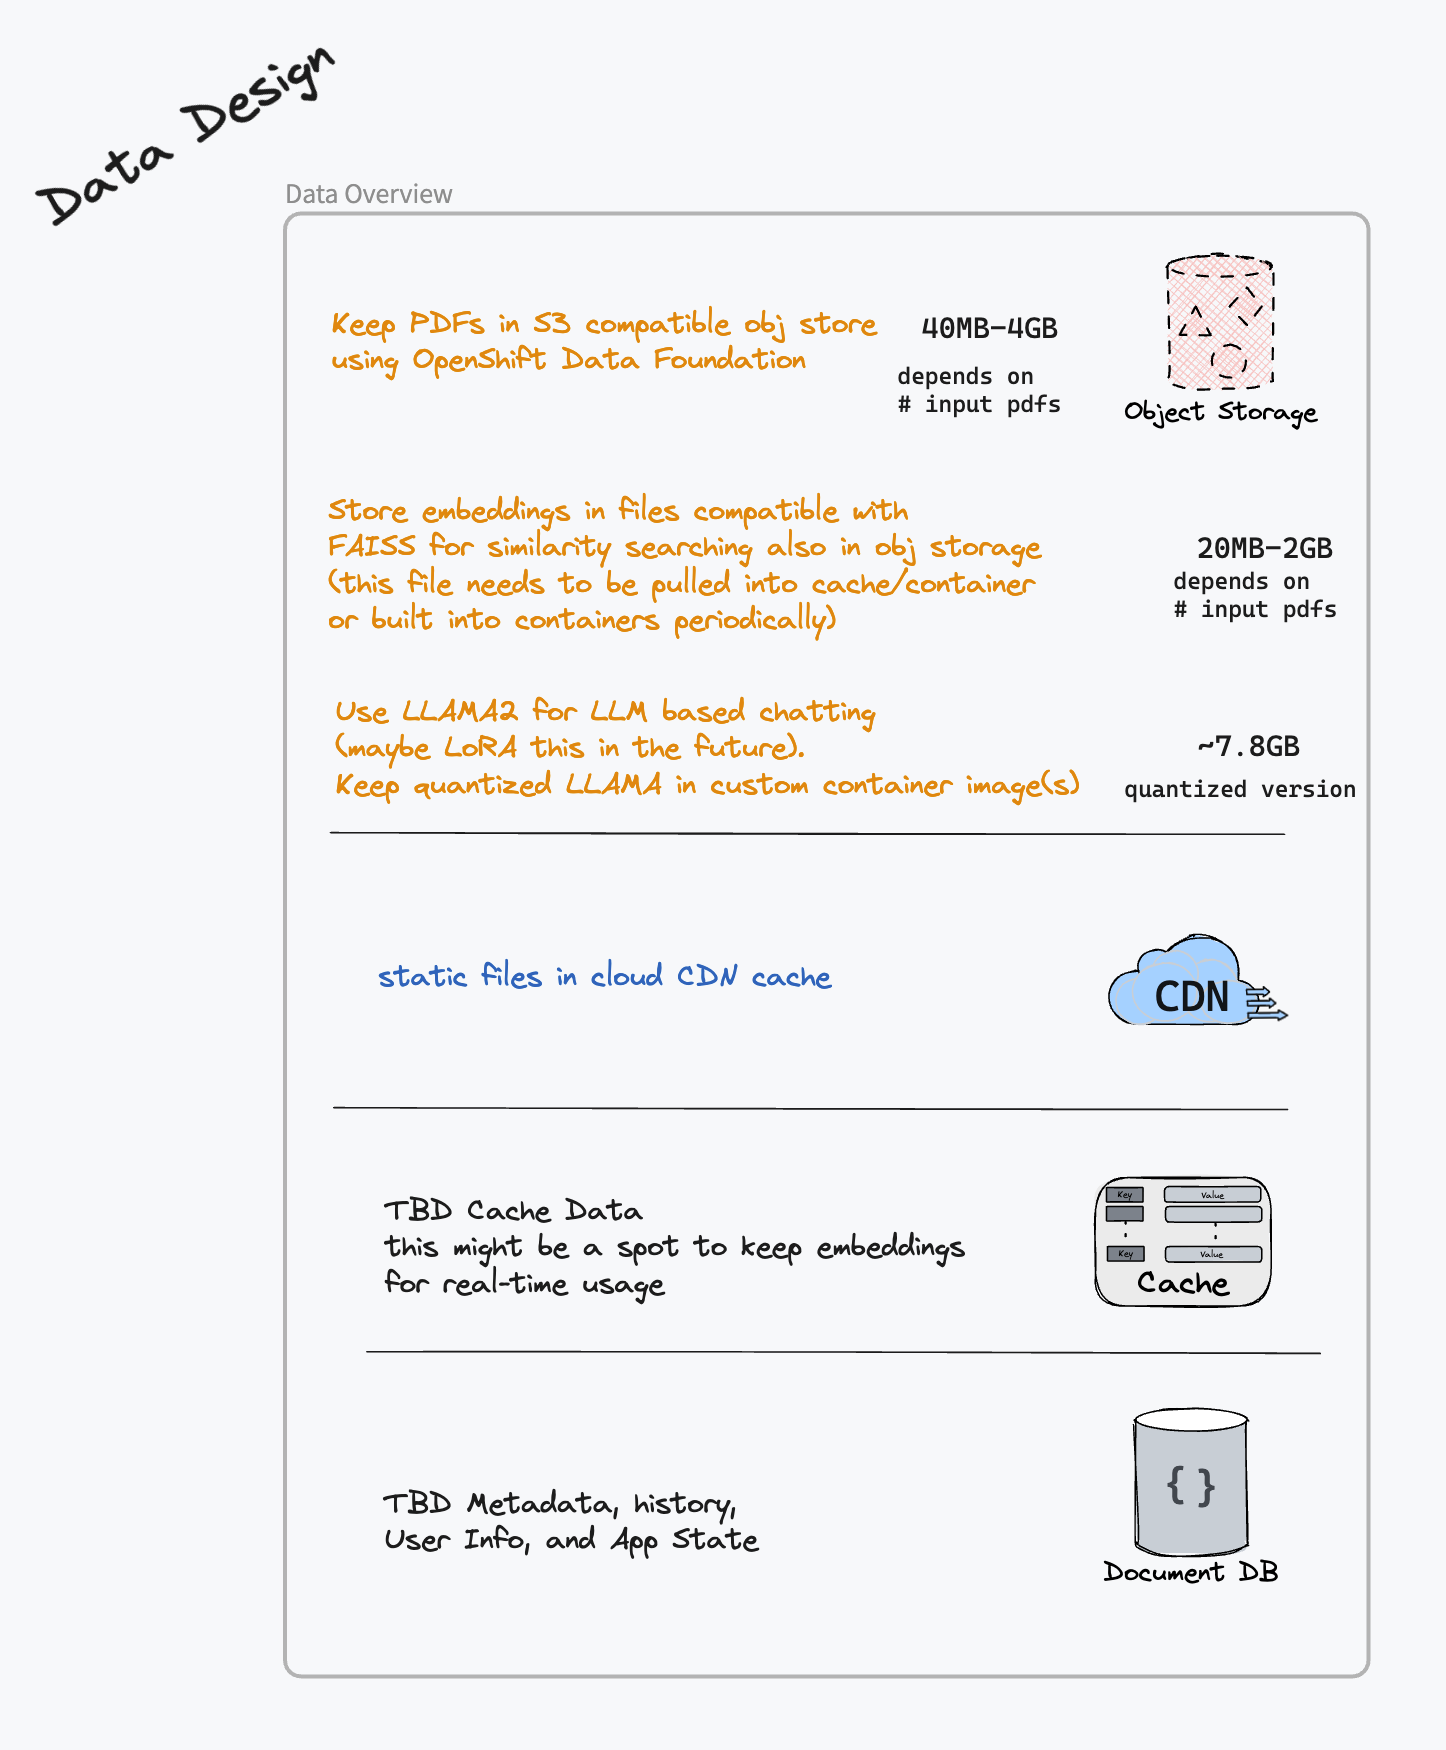 Data Design
Data Overview
Keep PDFs in S3 compatible obj store
using OpenShift Data Foundation
40MB-4GB
depends on
# input pdfs
Object Storage
Store embeddings in files compatible with
FAISS for similarity searching also in obj storage
(this file needs to be pulled into cache/container
or built into containers periodically)
20MB-2GB
depends on
# input pdfs
Use LLAMA2 for LLM based chatting
(maybe LoRA this in the future).
Keep quantized LLAMA in custom container image(s)
~7.8GB
quantized version
static files in cloud CDN cache
CDN
TBD Cache Data
this might be a spot to keep embeddings
for real-time usage
Key Value
Key Value
Cache
TBD Metadata, history,
User Info, and App State
{ }
Document DB